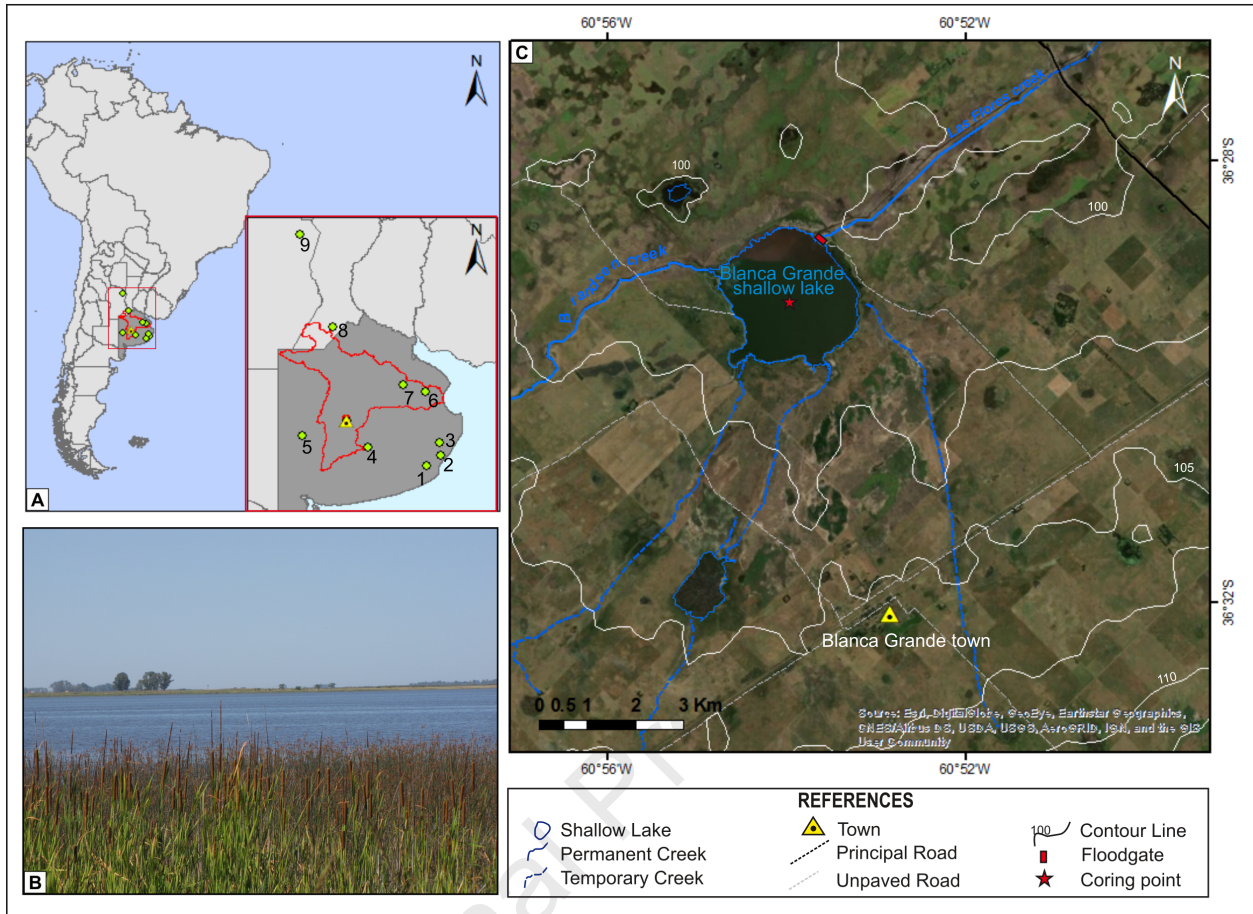 60°56'W
60°52'W
C
N
N
100
Las Flores creek
36°28'S
100
9
N
Blanca Grande
shallow lake
8
7
6
5
4
3
2
1
105
36°32'S
Blanca Grande town
A
110
0 0.5 1 2 3 Km
Source: Esri, DigitalGlobe, GeoEye, Earthstar Geographics,
CNES/Airbus DS, USDA, USGS, AeroGRID, IGN, and the GIS
User Community
60°56'W
60°52'W
B
REFERENCES
Shallow Lake
Town
100
Contour Line
Permanent Creek
Principal Road
Floodgate
Temporary Creek
Unpaved Road
Coring point